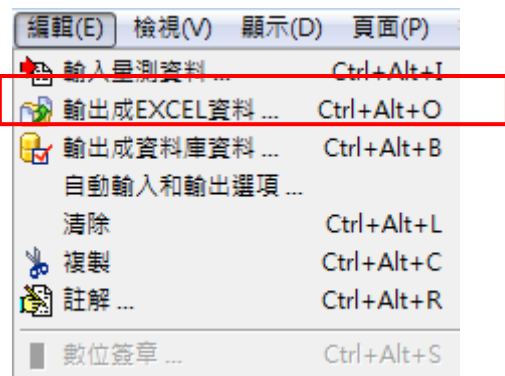 編輯(E) 檢視(V) 顯示(D) 頁面(P)
輸入量測資料 ... Ctrl+Alt+I
輸出成EXCEL資料 ... Ctrl+Alt+O
輸出成資料庫資料 ... Ctrl+Alt+B
自動輸入和輸出選項 ...
清除 Ctrl+Alt+L
複製 Ctrl+Alt+C
註解 ... Ctrl+Alt+R
數位簽章 ... Ctrl+Alt+S